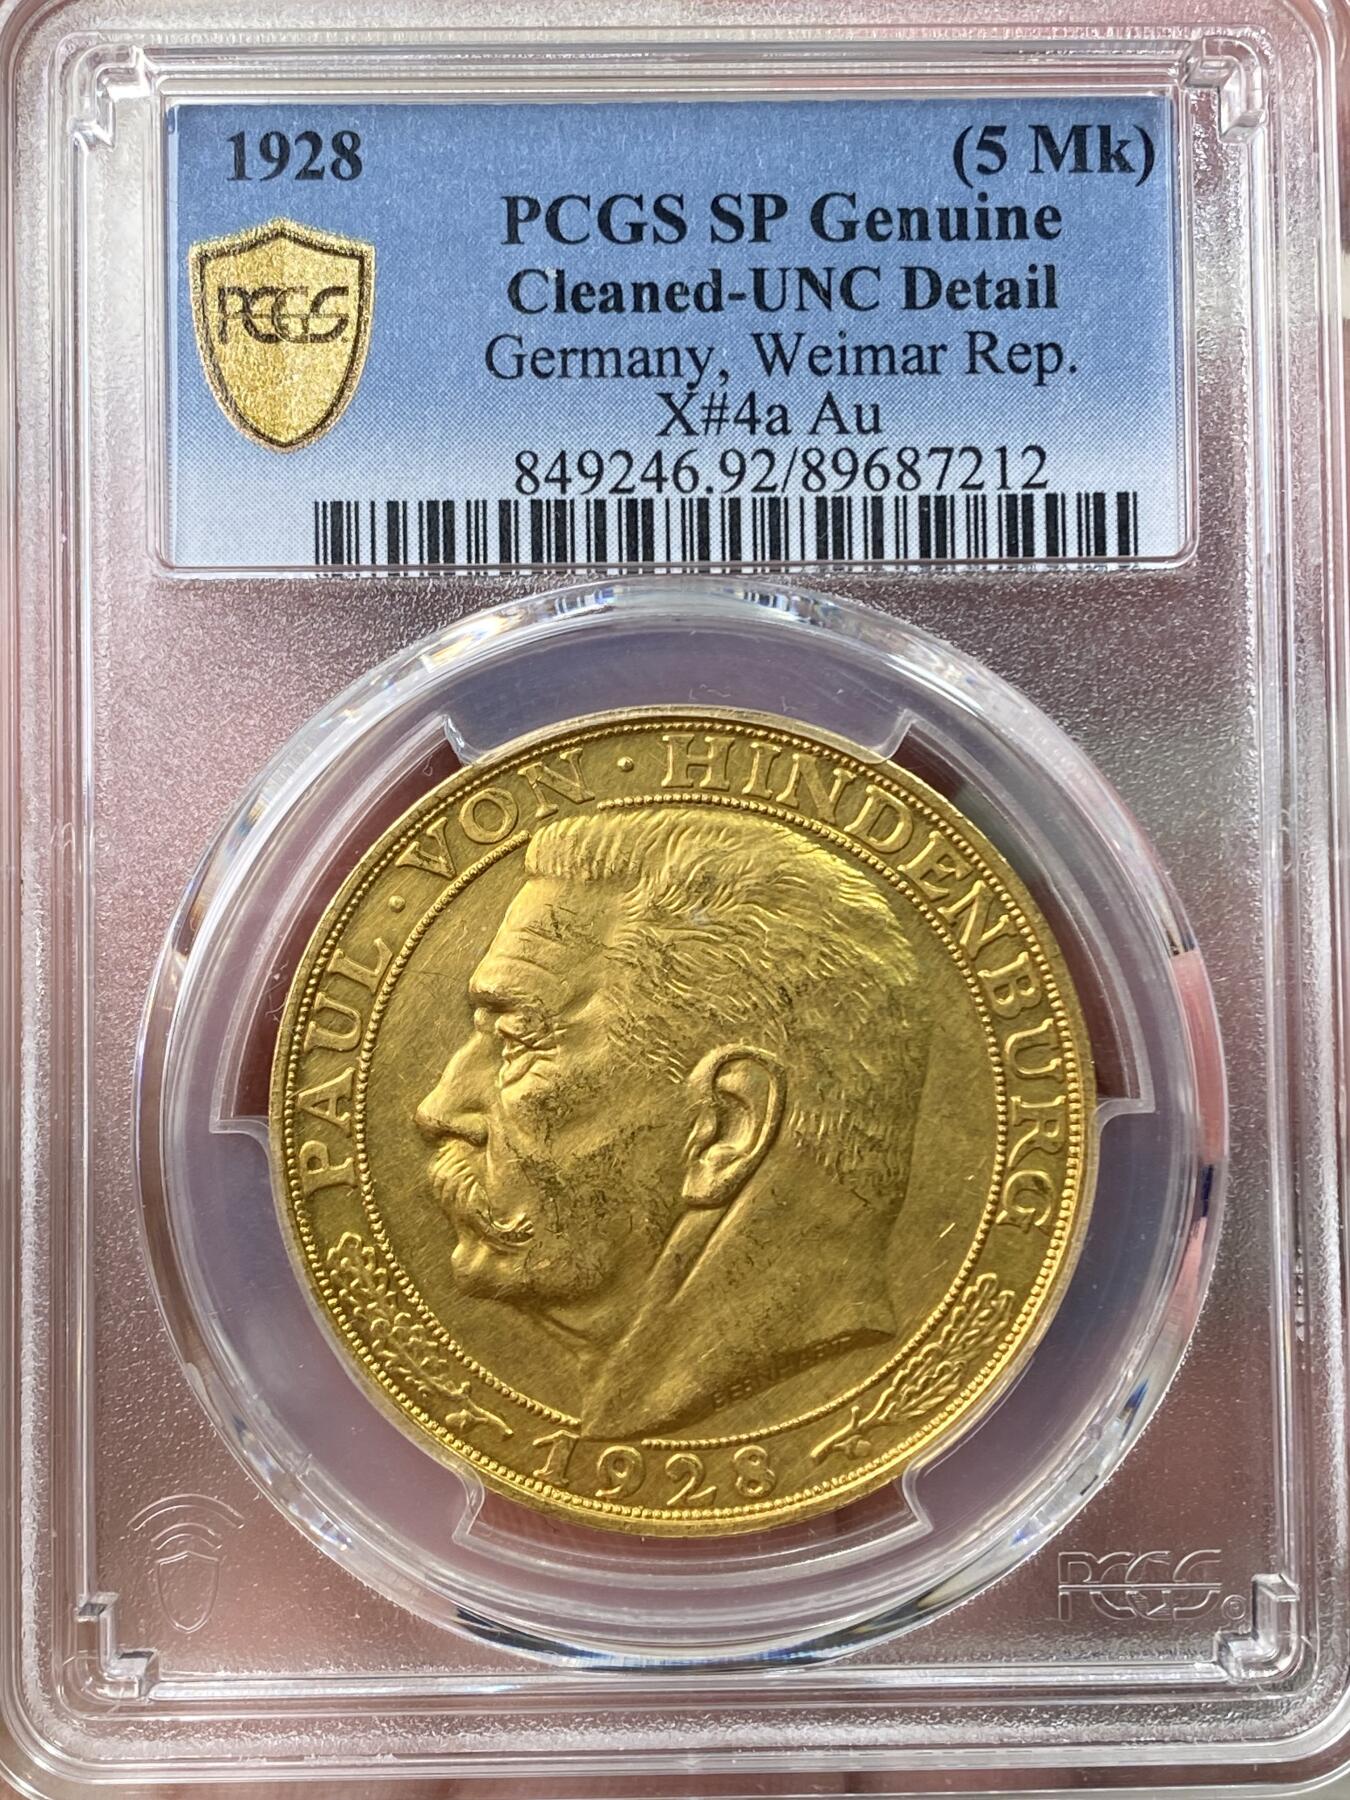 1928 (5 Mk)
PCGS SP Genuine
PCGS Cleaned-UNC Detail
Germany, Weimar Rep.
X#4a Au
849246.92/89687212
PAUL · VON · HINDENBURG
1928
PCGS